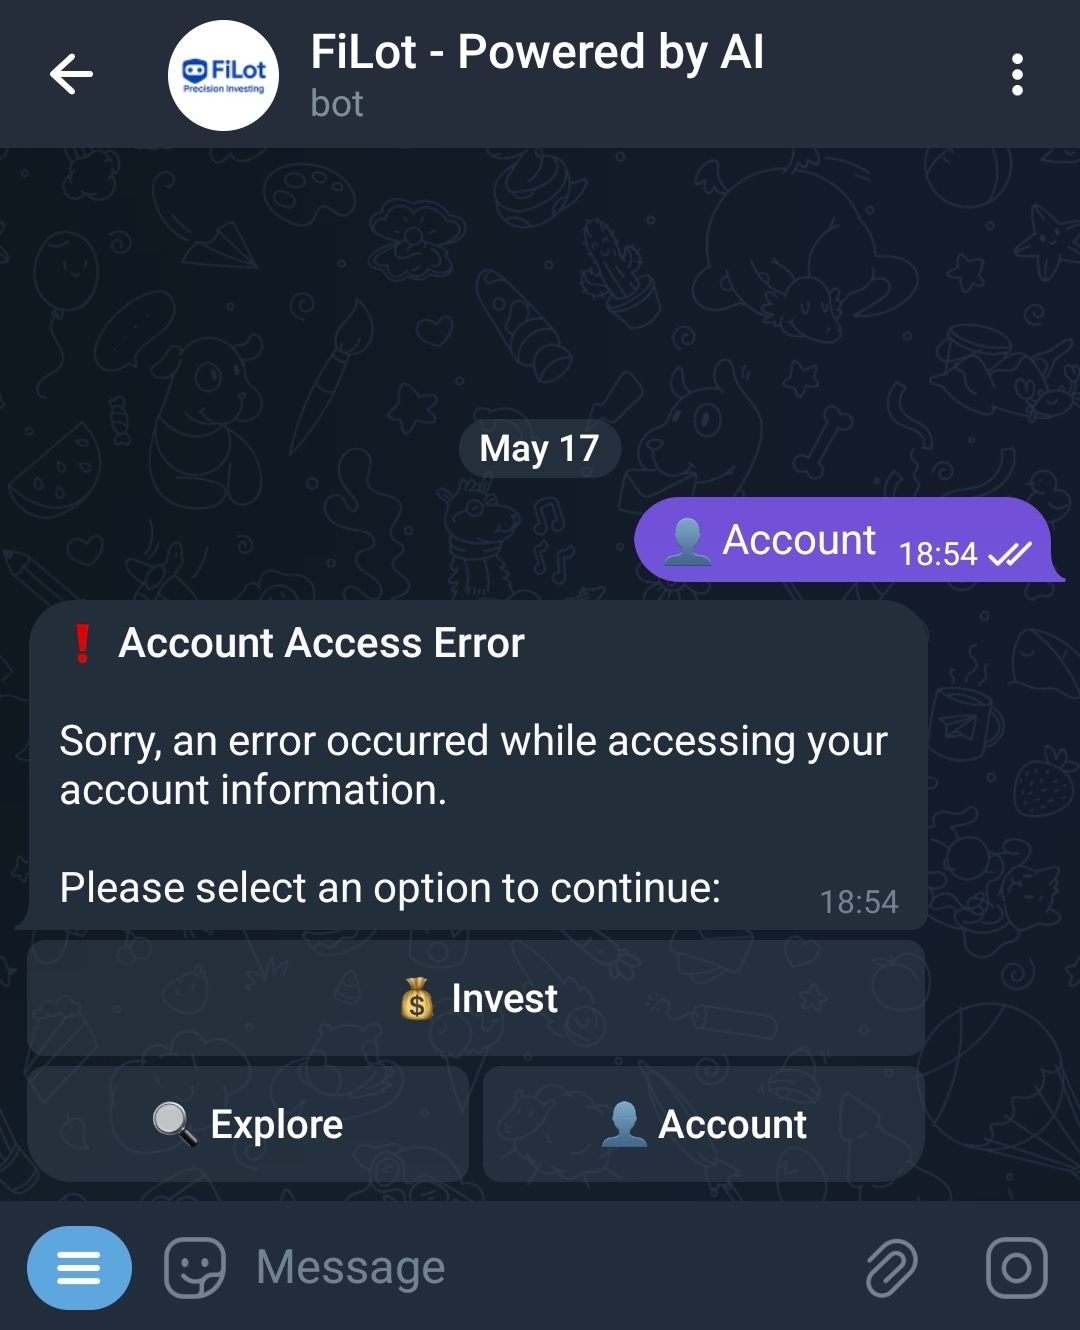 FiLot - Powered by AI
FiLot
Precision Investing
bot
May 17
👤 Account 18:54
❗ Account Access Error
Sorry, an error occurred while accessing your
account information.
Please select an option to continue:
18:54
💰 Invest
🔍 Explore
👤 Account
Message